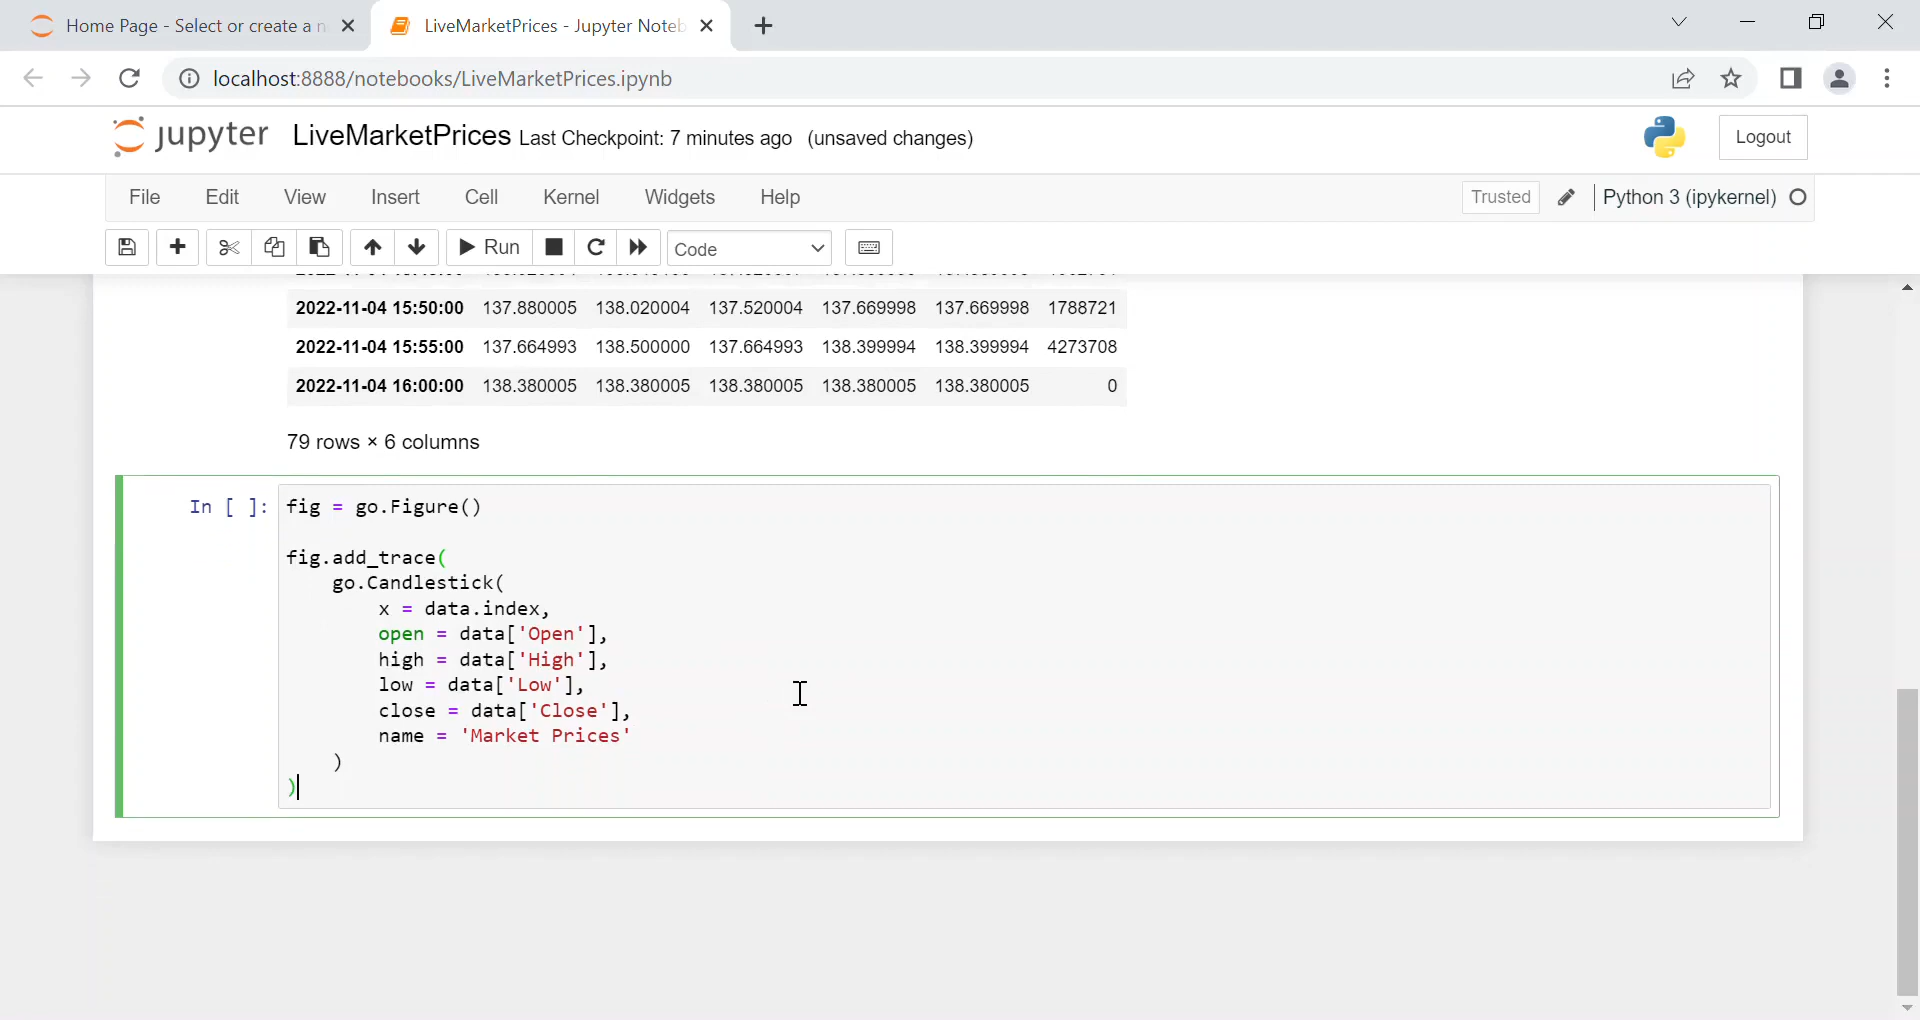 Home Page - Select or create a n
LiveMarketPrices - Jupyter Noteb
localhost:8888/notebooks/LiveMarketPrices.ipynb
jupyter LiveMarketPrices Last Checkpoint: 7 minutes ago (unsaved changes)
Logout
File Edit View Insert Cell Kernel Widgets Help
Trusted Python 3 (ipykernel)
Run Code
2022-11-04 15:50:00 137.880005 138.020004 137.520004 137.669998 137.669998 1788721
2022-11-04 15:55:00 137.664993 138.500000 137.664993 138.399994 138.399994 4273708
2022-11-04 16:00:00 138.380005 138.380005 138.380005 138.380005 138.380005 0
79 rows × 6 columns
In [ ]: fig = go.Figure()
fig.add_trace(
go.Candlestick(
x = data.index,
open = data['Open'],
high = data['High'],
low = data['Low'],
close = data['Close'],
name = 'Market Prices'
)
)